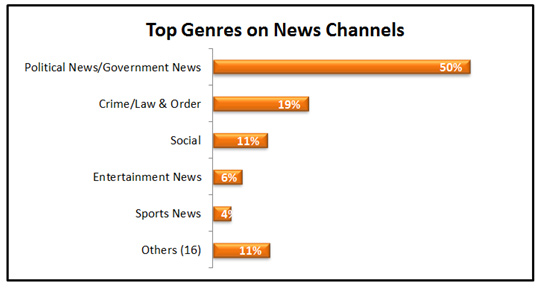 Top Genres on News Channels
Political News/Government News 50%
Crime/Law & Order 19%
Social 11%
Entertainment News 6%
Sports News 4%
Others (16) 11%